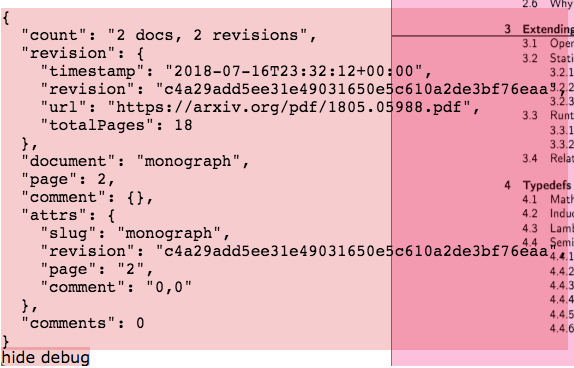 {
"count": "2 docs, 2 revisions",
"revision": {
"timestamp": "2018-07-16T23:32:12+00:00",
"revision": "c4a29add5ee31e49031650e5c610a2de3bf76eaa",
"url": "https://arxiv.org/pdf/1805.05988.pdf",
"totalPages": 18
},
"document": "monograph",
"page": 2,
"comment": {},
"attrs": {
"slug": "monograph",
"revision": "c4a29add5ee31e49031650e5c610a2de3bf76eaa",
"page": "2",
"comment": "0,0"
},
"comments": 0
}
hide debug
2.6 Why
3 Extending
3.1 Oper
3.2 Stati
3.2.1
3.2.2
3.2.3
3.3 Runt
3.3.1
3.3.2
3.4 Relat
4 Typedefs
4.1 Math
4.2 Induc
4.3 Lamb
4.4 Semi
4.4.1
4.4.2
4.4.3
4.4.4
4.4.5
4.4.6